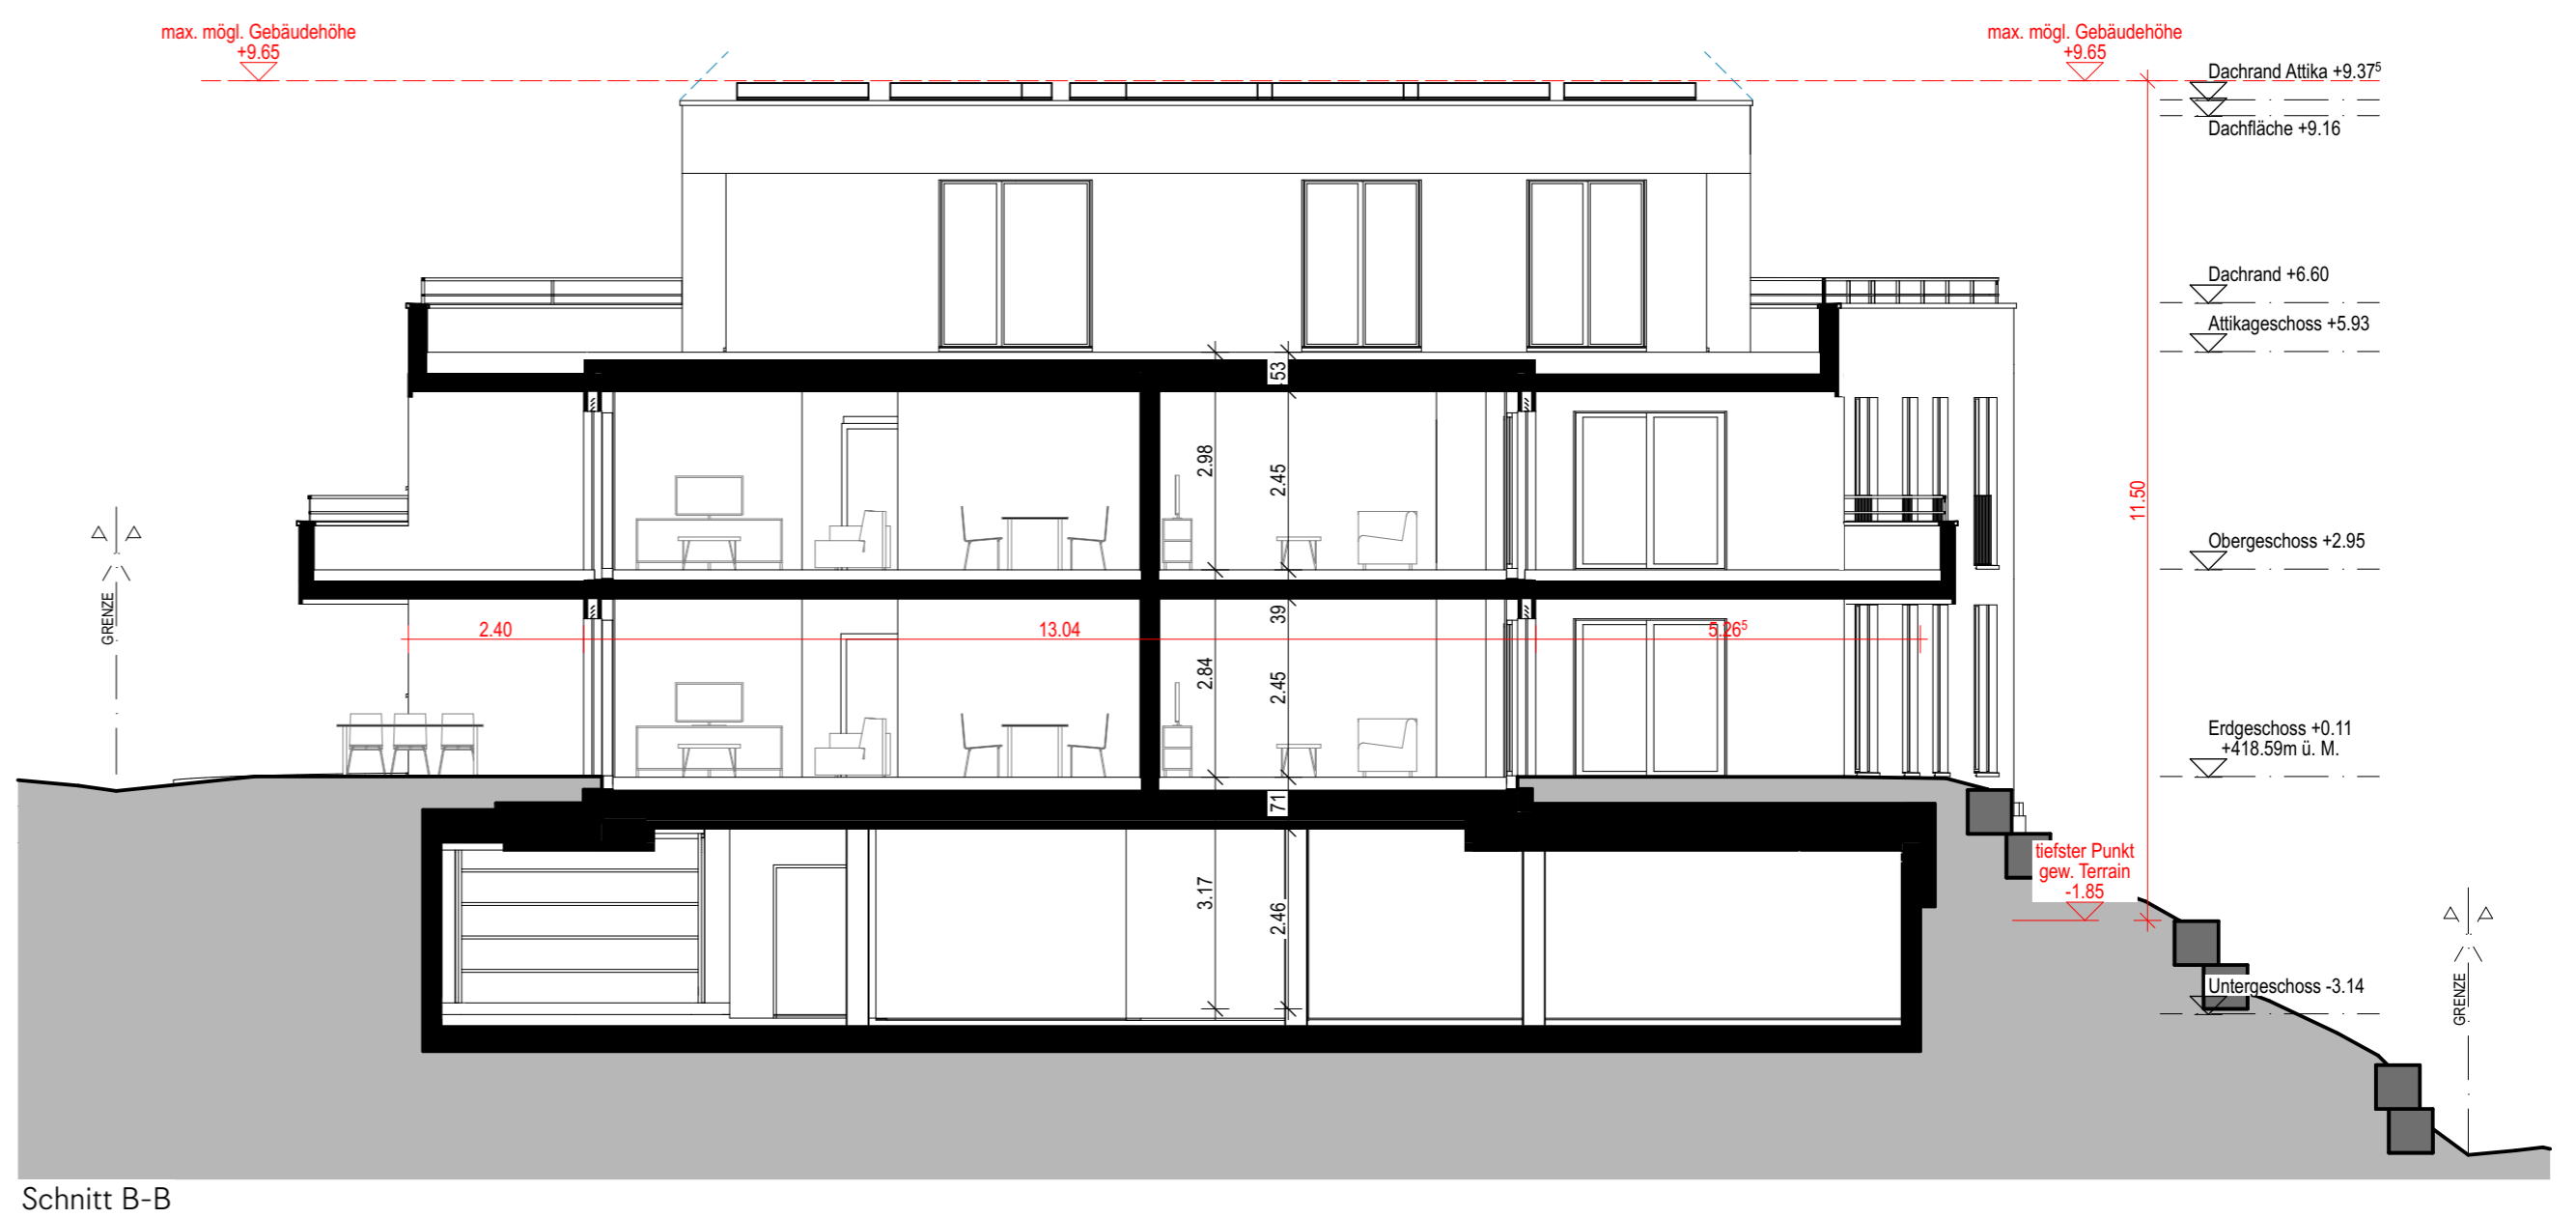 max. mögl. Gebäudehöhe
+9.65
max. mögl. Gebäudehöhe
+9.65
Dachrand Attika +9.37⁵
Dachfläche +9.16
Dachrand +6.60
Attikageschoss +5.93
53
2.98
2.45
11.50
Obergeschoss +2.95
GRENZE
39
2.40
13.04
5.26⁵
2.84
2.45
Erdgeschoss +0.11
+418.59m ü. M.
71
tiefster Punkt
gew. Terrain
-1.85
3.17
2.46
Untergeschoss -3.14
GRENZE
Schnitt B-B